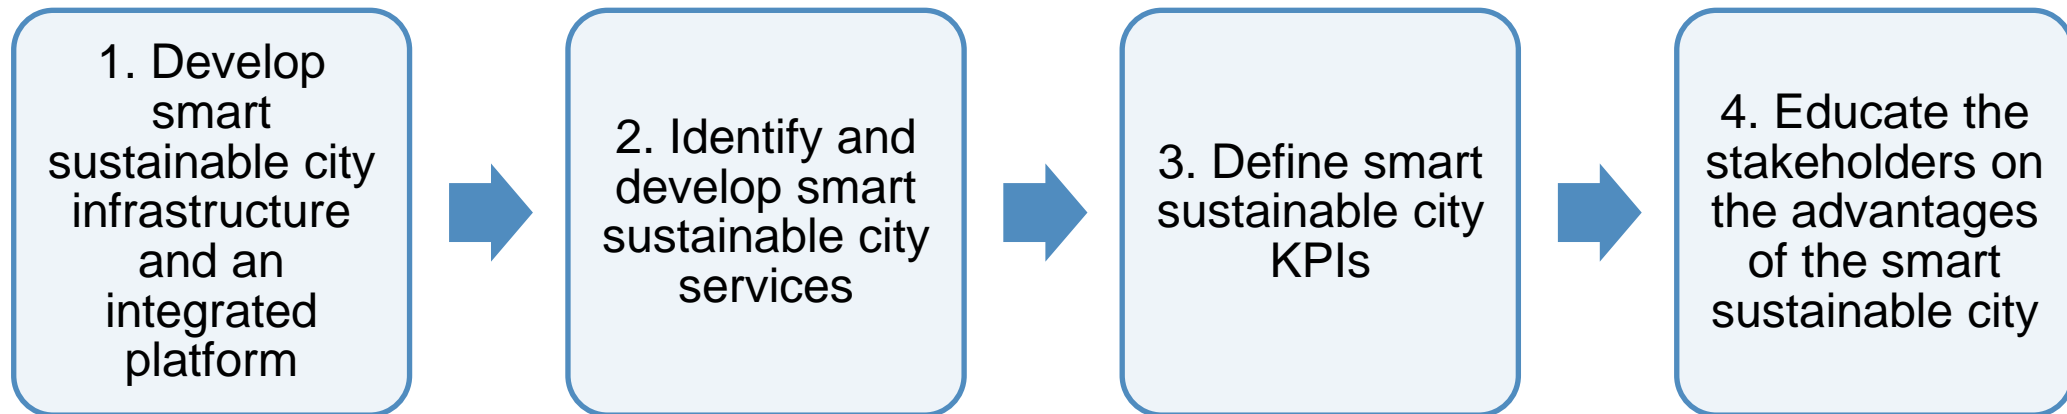 1. Develop
smart
sustainable city
infrastructure
and an
integrated
platform
2. Identify and
develop smart
sustainable city
services
3. Define smart
sustainable city
KPIs
4. Educate the
stakeholders on
the advantages
of the smart
sustainable city